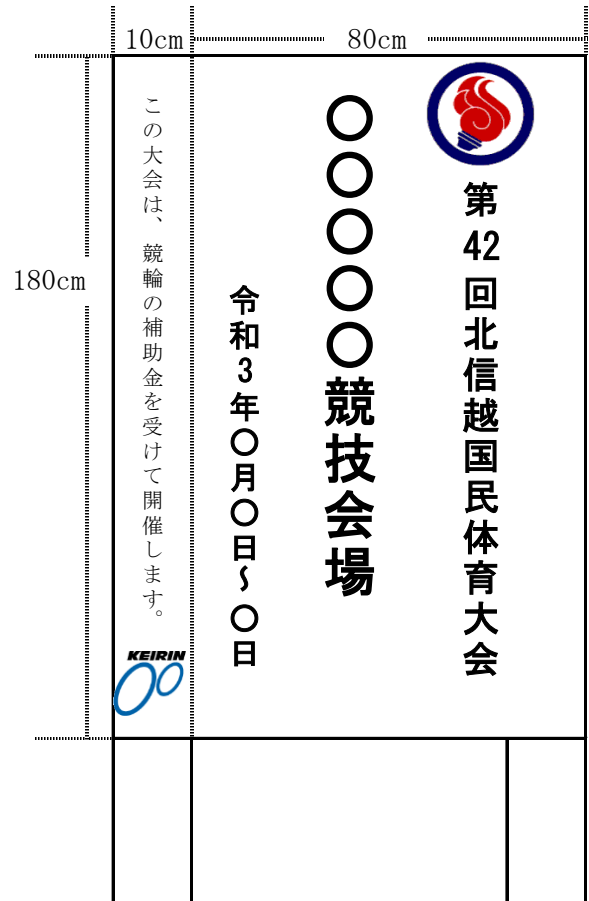 10cm
80cm
180cm
第42回北信越国民体育大会
〇〇〇〇〇競技会場
令和3年〇月〇日～〇日
この大会は、競輪の補助金を受けて開催します。
KEIRIN